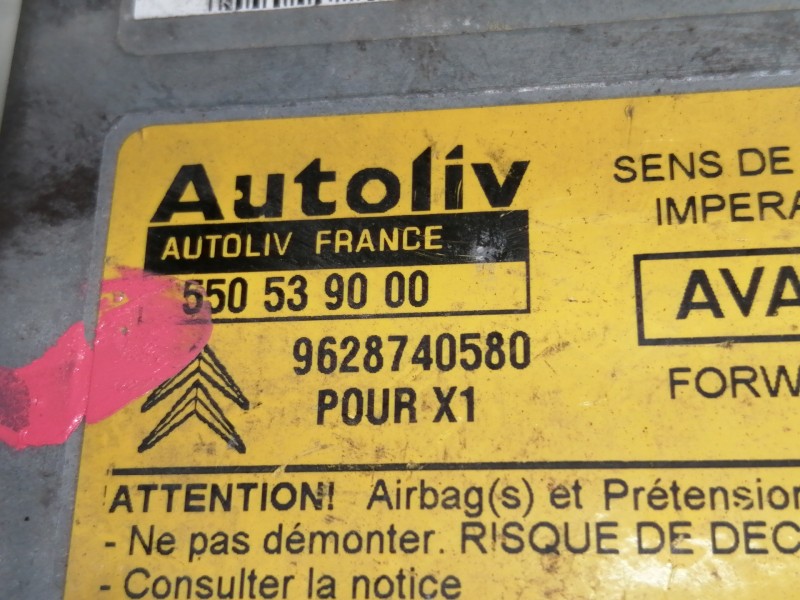 Autoliv
AUTOLIV FRANCE
550 53 90 00
9628740580
POUR X1
SENS DE
AVA
FORW
ATTENTION! Airbag(s) et Prétension
- Ne pas démonter. RISQUE DE DEC
- Consulter la notice
IMPERA